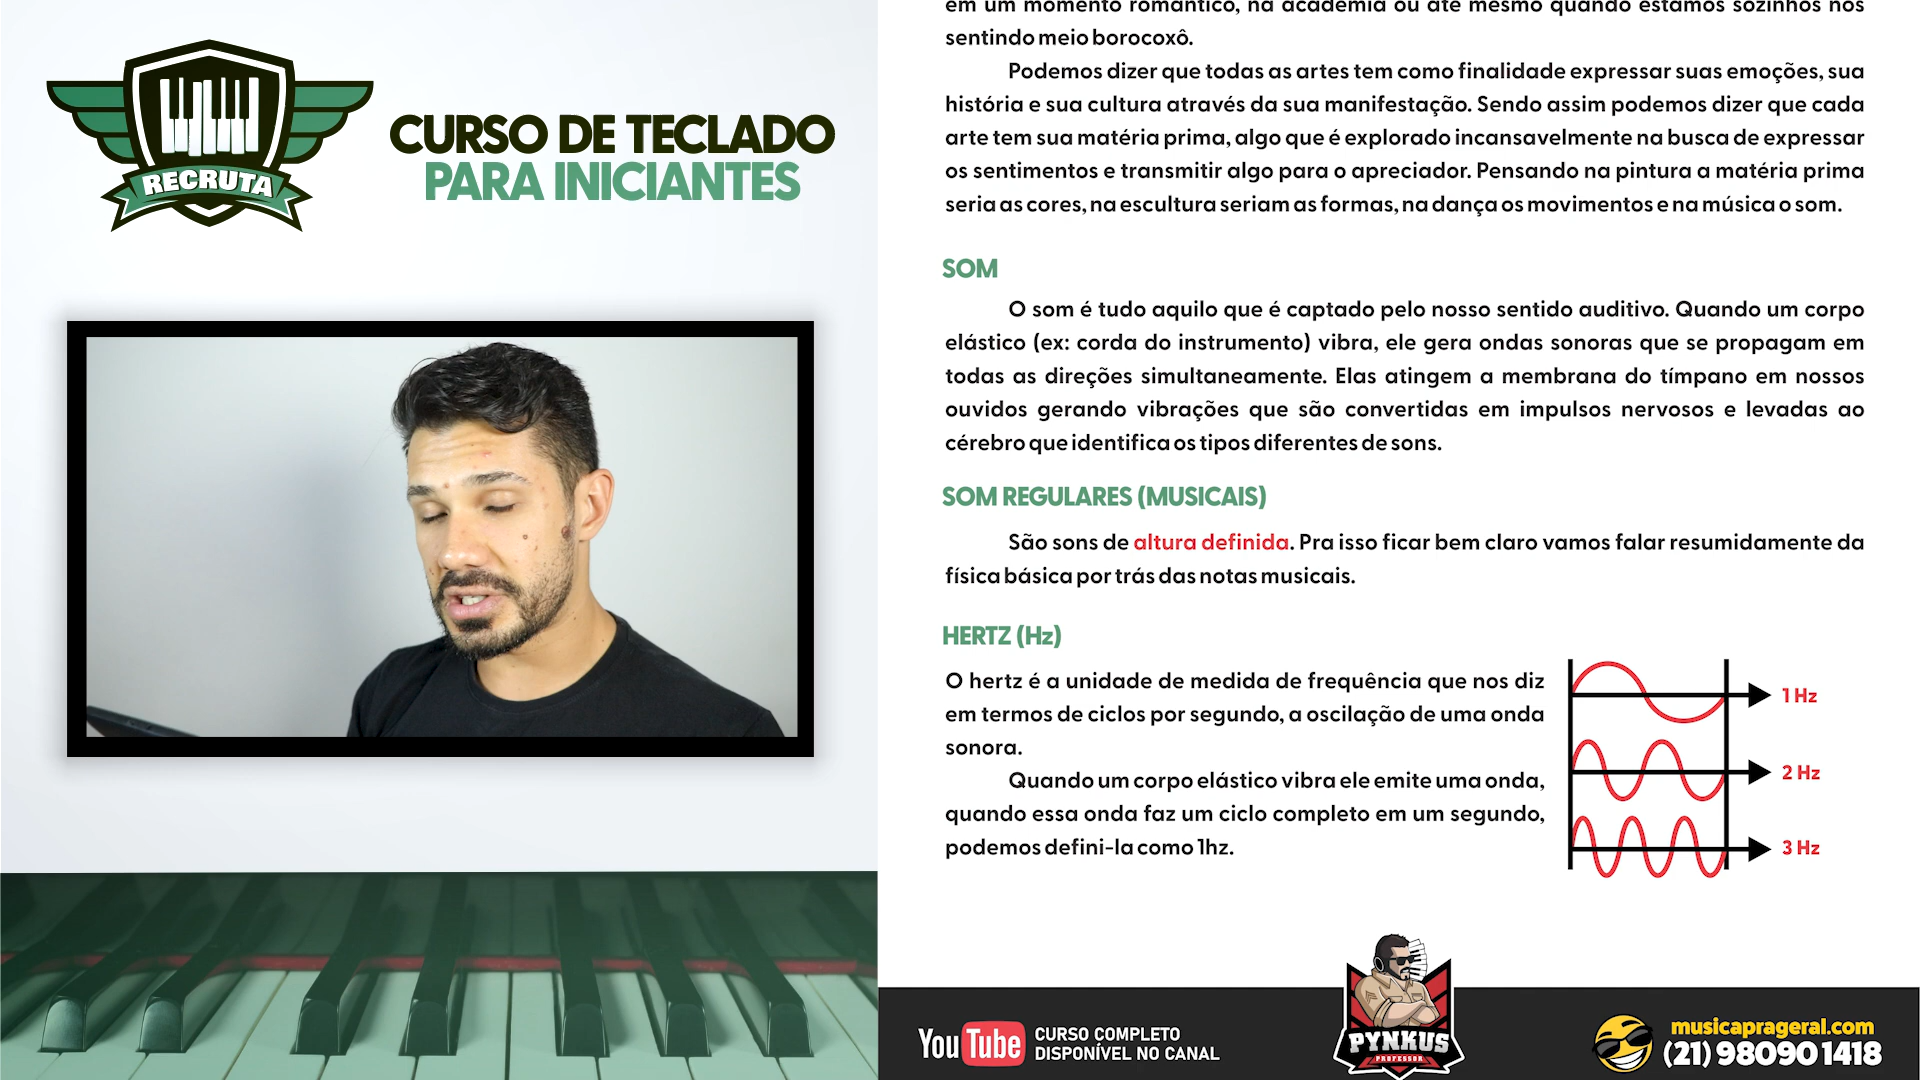 RECRUTA
CURSO DE TECLADO
PARA INICIANTES
em um momento romântico, na academia ou até mesmo quando estamos sozinhos nos
sentindo meio borocoxô.
Podemos dizer que todas as artes tem como finalidade expressar suas emoções, sua
história e sua cultura através da sua manifestação. Sendo assim podemos dizer que cada
arte tem sua matéria prima, algo que é explorado incansavelmente na busca de expressar
os sentimentos e transmitir algo para o apreciador. Pensando na pintura a matéria prima
seria as cores, na escultura seriam as formas, na dança os movimentos e na música o som.
SOM
O som é tudo aquilo que é captado pelo nosso sentido auditivo. Quando um corpo
elástico (ex: corda do instrumento) vibra, ele gera ondas sonoras que se propagam em
todas as direções simultaneamente. Elas atingem a membrana do tímpano em nossos
ouvidos gerando vibrações que são convertidas em impulsos nervosos e levadas ao
cérebro que identifica os tipos diferentes de sons.
SOM REGULARES (MUSICAIS)
São sons de altura definida. Pra isso ficar bem claro vamos falar resumidamente da
física básica por trás das notas musicais.
HERTZ (Hz)
O hertz é a unidade de medida de frequência que nos diz
em termos de ciclos por segundo, a oscilação de uma onda
sonora.
Quando um corpo elástico vibra ele emite uma onda,
quando essa onda faz um ciclo completo em um segundo,
podemos defini-la como 1hz.
1 Hz
2 Hz
3 Hz
YouTube
CURSO COMPLETO
DISPONÍVEL NO CANAL
PYNKUS
PROFESSOR
musicaprageral.com
(21) 98090 1418